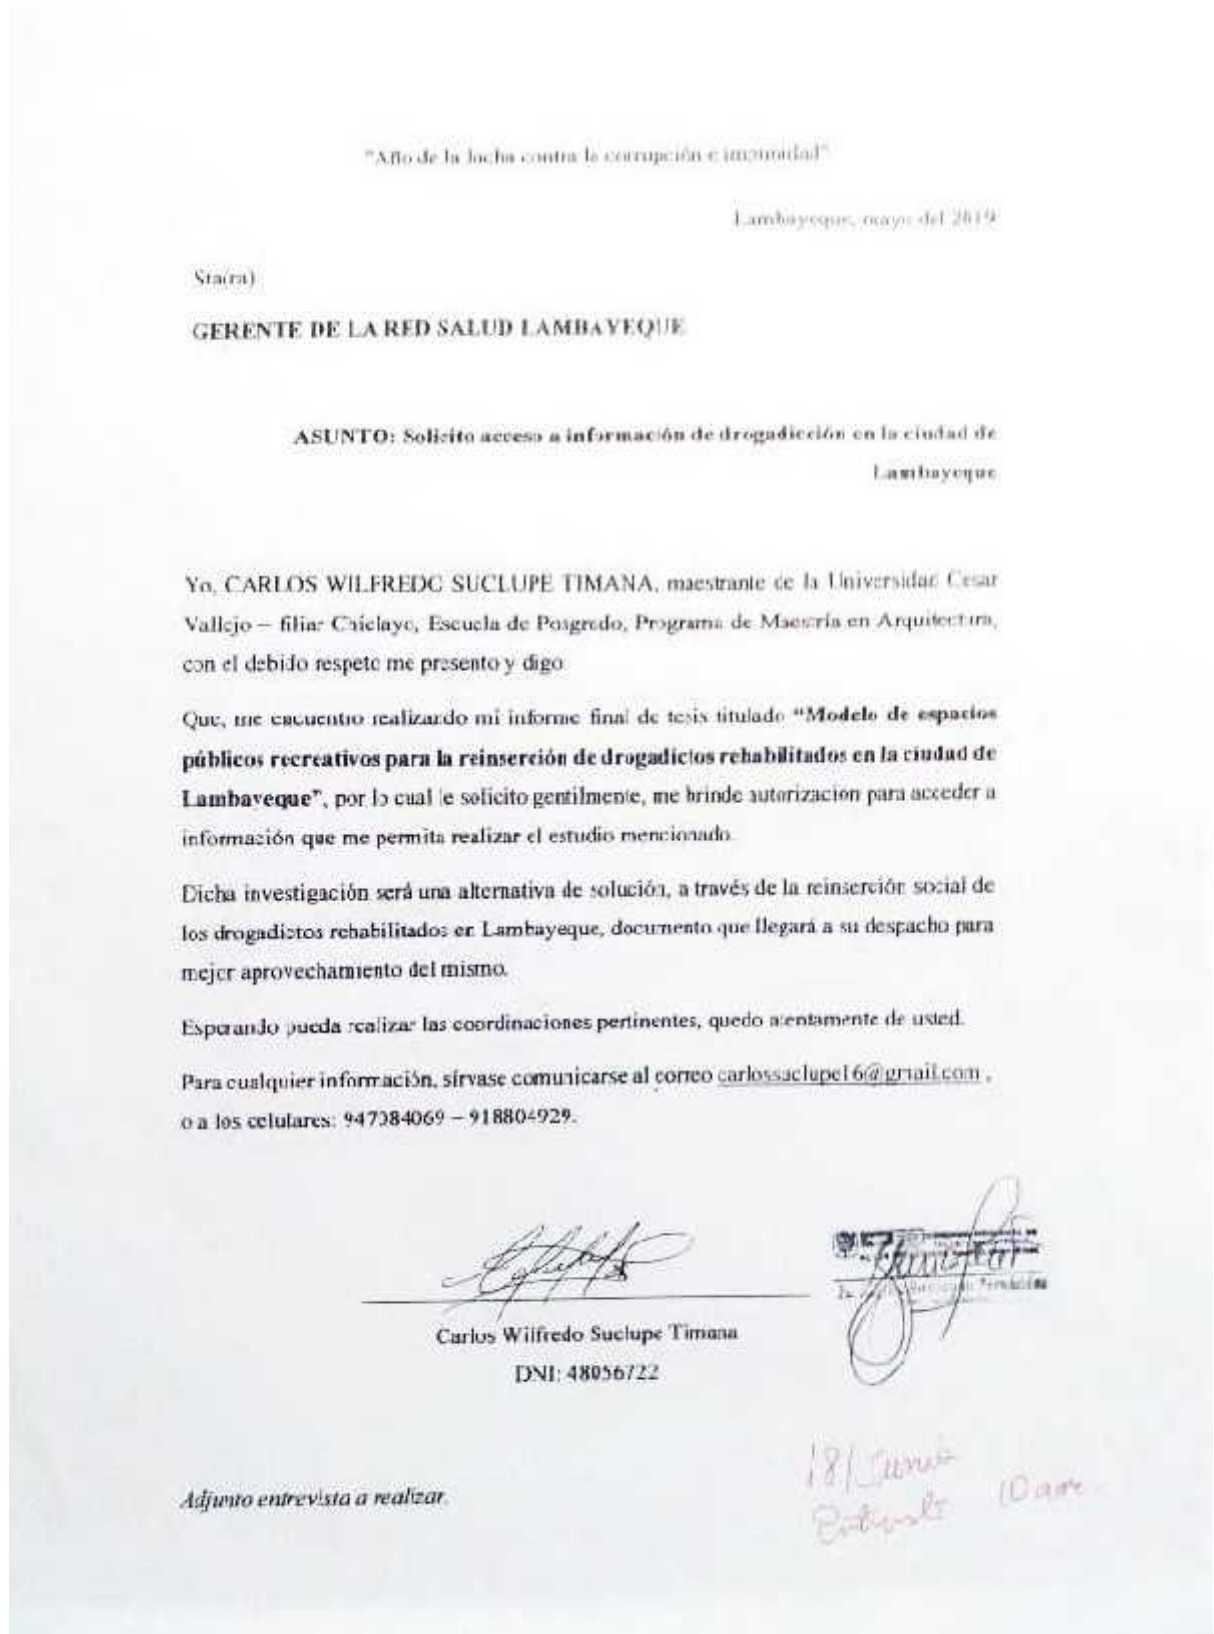 "Año de la lucha contra la corrupción e impunidad"
Lambayeque, mayo del 2019
Sta(ra)
GERENTE DE LA RED SALUD LAMBAYEQUE
ASUNTO: Solicito acceso a información de drogadicción en la ciudad de
Lambayeque
Yo, CARLOS WILFREDO SUCLUPE TIMANA, maestrante de la Universidad Cesar
Vallejo – filial Chiclayo, Escuela de Posgrado, Programa de Maestría en Arquitectura,
con el debido respeto me presento y digo
Que, me encuentro realizando mi informe final de tesis titulado "Modelo de espacios
públicos recreativos para la reinserción de drogadictos rehabilitados en la ciudad de
Lambayeque", por lo cual le solicito gentilmente, me brinde autorización para acceder a
información que me permita realizar el estudio mencionado.
Dicha investigación será una alternativa de solución, a través de la reinserción social de
los drogadictos rehabilitados en Lambayeque, documento que llegará a su despacho para
mejor aprovechamiento del mismo.
Esperando pueda realizar las coordinaciones pertinentes, quedo atentamente de usted.
Para cualquier información, sírvase comunicarse al correo carlossuclupe16@gmail.com ,
o a los celulares: 947384069 – 918804929.
Carlos Wilfredo Suclupe Timana
DNI: 48056722
18/Junio
Adjunto entrevista a realizar.
10 am.